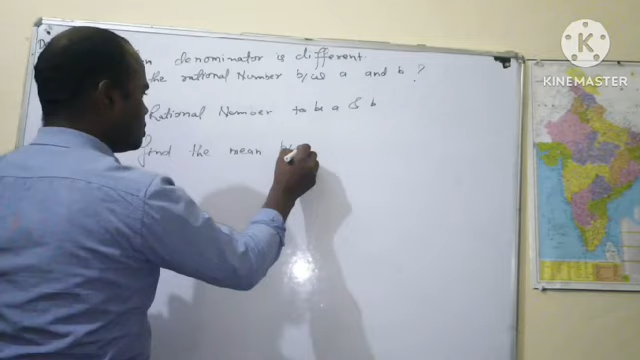 denominator is different.
the rational Number b/w a and b ?
Rational Number to be a & b
find the mean
KINEMASTER